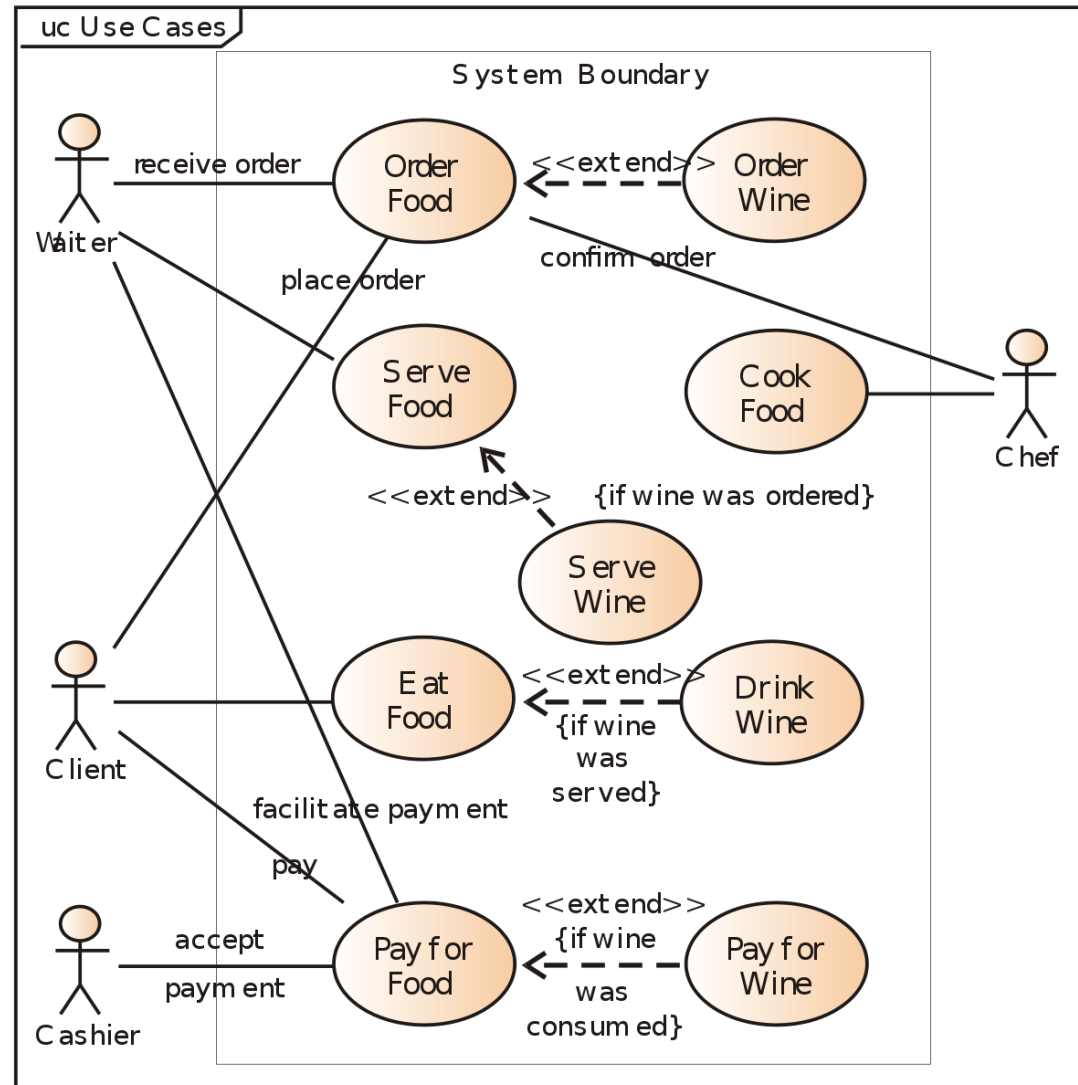 uc Use Cases
System Boundary
receive order
Order
Food
<<extend>>
Order
Wine
Waiter
place order
confirm order
Serve
Food
Cook
Food
Chef
<<extend>>
{if wine was ordered}
Serve
Wine
Eat
Food
<<extend>>
{if wine
was
served}
Drink
Wine
Client
facilitate payment
pay
accept
payment
Pay for
Food
<<extend>>
{if wine
was
consumed}
Pay for
Wine
Cashier